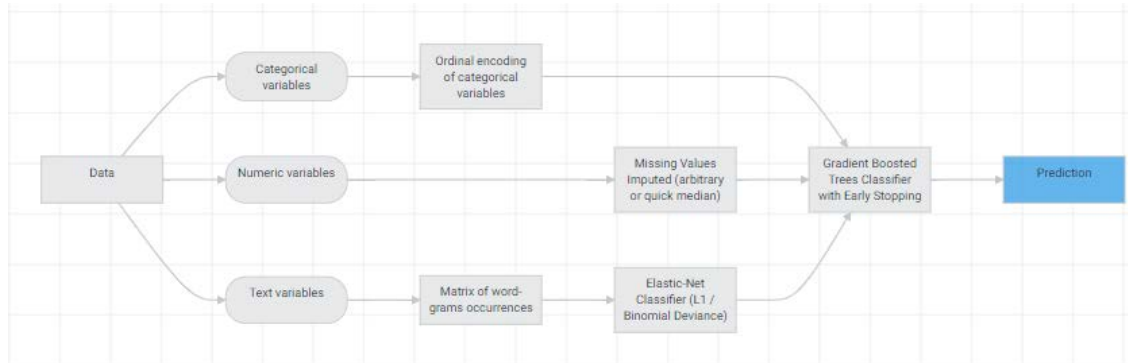 Data
Categorical
variables
Ordinal encoding
of categorical
variables
Numeric variables
Missing Values
Imputed (arbitrary
or quick median)
Gradient Boosted
Trees Classifier
with Early Stopping
Prediction
Text variables
Matrix of word-
grams occurrences
Elastic-Net
Classifier (L1 /
Binomial Deviance)